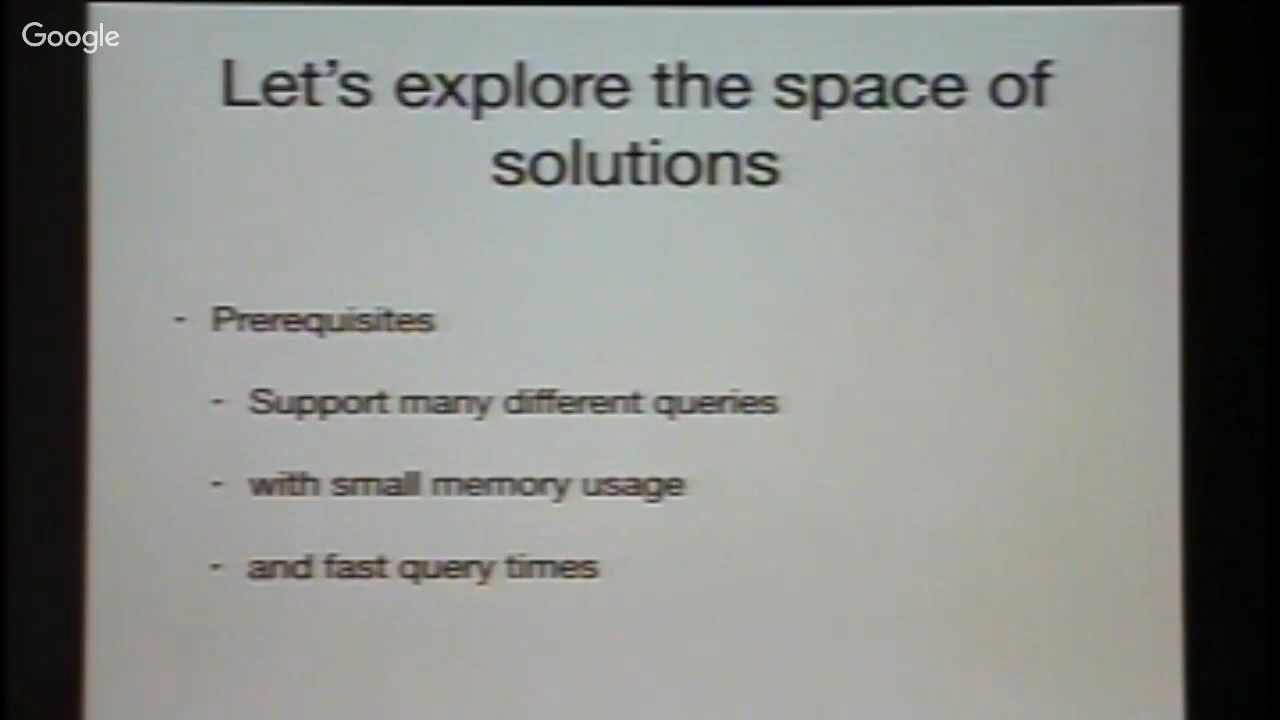 Google
Let's explore the space of
solutions
- Prerequisites
- Support many different queries
- with small memory usage
- and fast query times